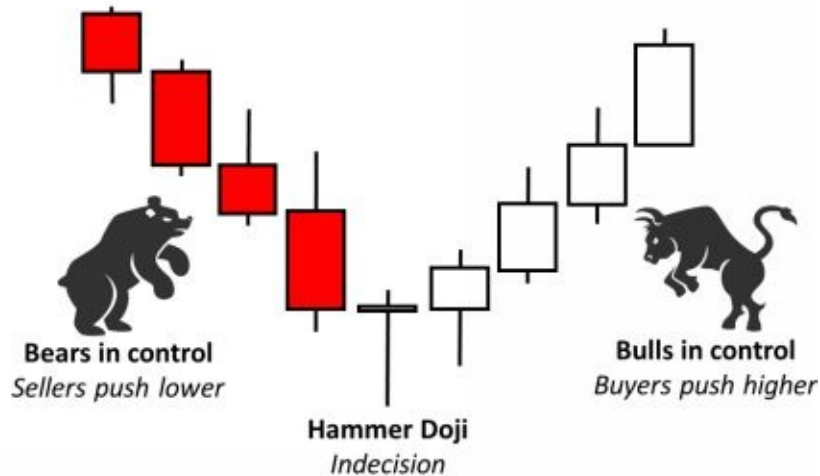 Bears in control
Sellers push lower
Bulls in control
Buyers push higher
Hammer Doji
Indecision